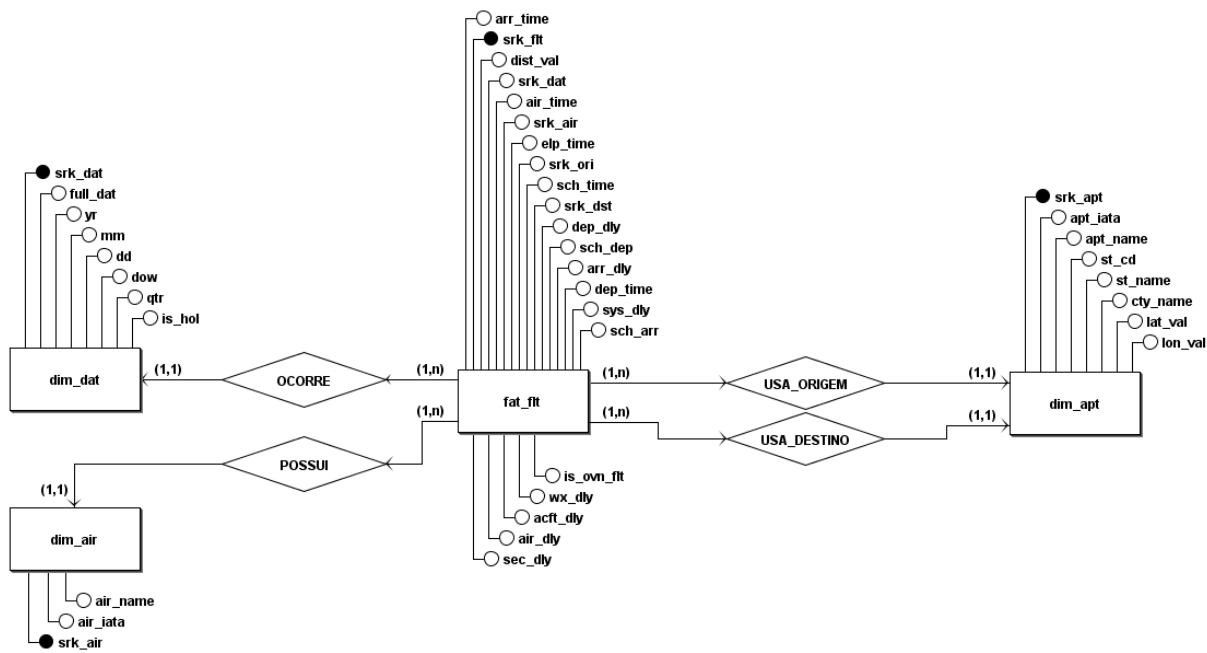 arr_time
srk_flt
dist_val
srk_dat
air_time
srk_air
elp_time
srk_ori
sch_time
srk_dst
dep_dly
sch_dep
arr_dly
dep_time
sys_dly
sch_arr
srk_dat
full_dat
yr
mm
dd
dow
qtr
is_hol
srk_apt
apt_iata
apt_name
st_cd
st_name
cty_name
lat_val
lon_val
dim_dat
(1,1)
OCORRE
(1,n)
fat_flt
(1,n)
USA_ORIGEM
(1,1)
dim_apt
(1,n)
POSSUI
(1,1)
(1,n)
USA_DESTINO
(1,1)
dim_air
is_ovn_flt
wx_dly
acft_dly
air_dly
sec_dly
air_name
air_iata
srk_air